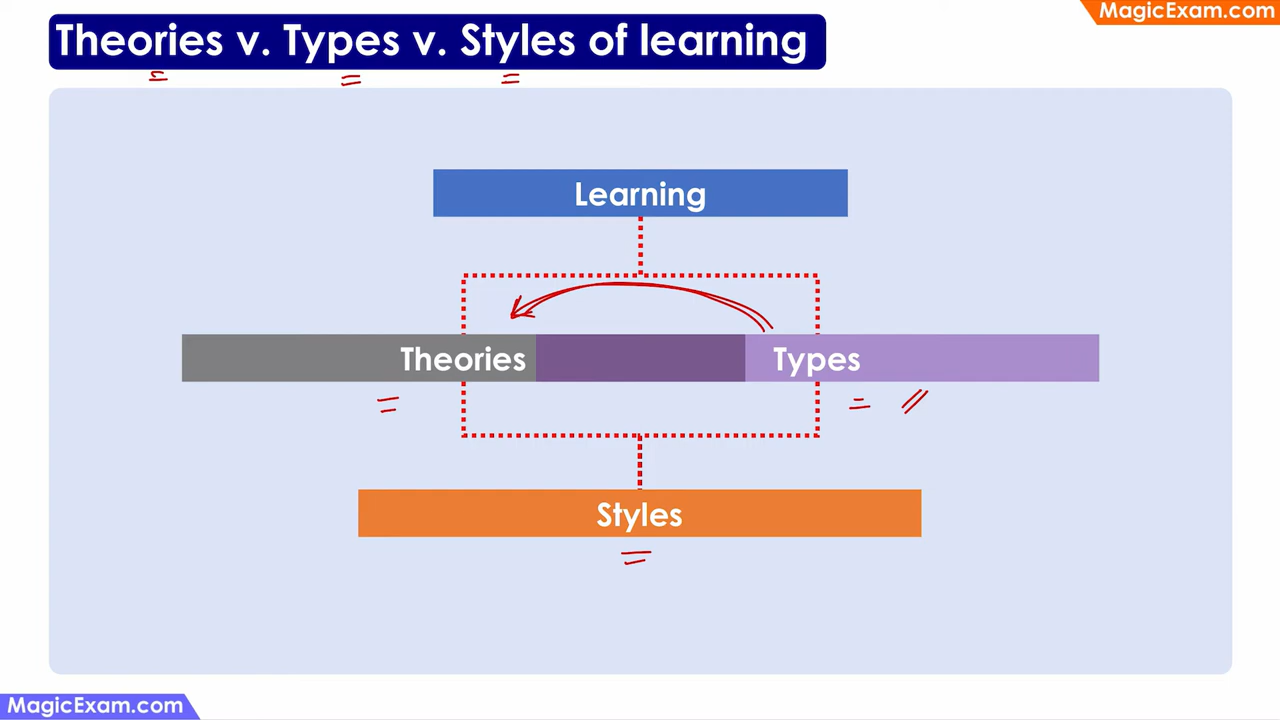 MagicExam.com
Theories v. Types v. Styles of learning
Learning
Theories Types
Styles
MagicExam.com